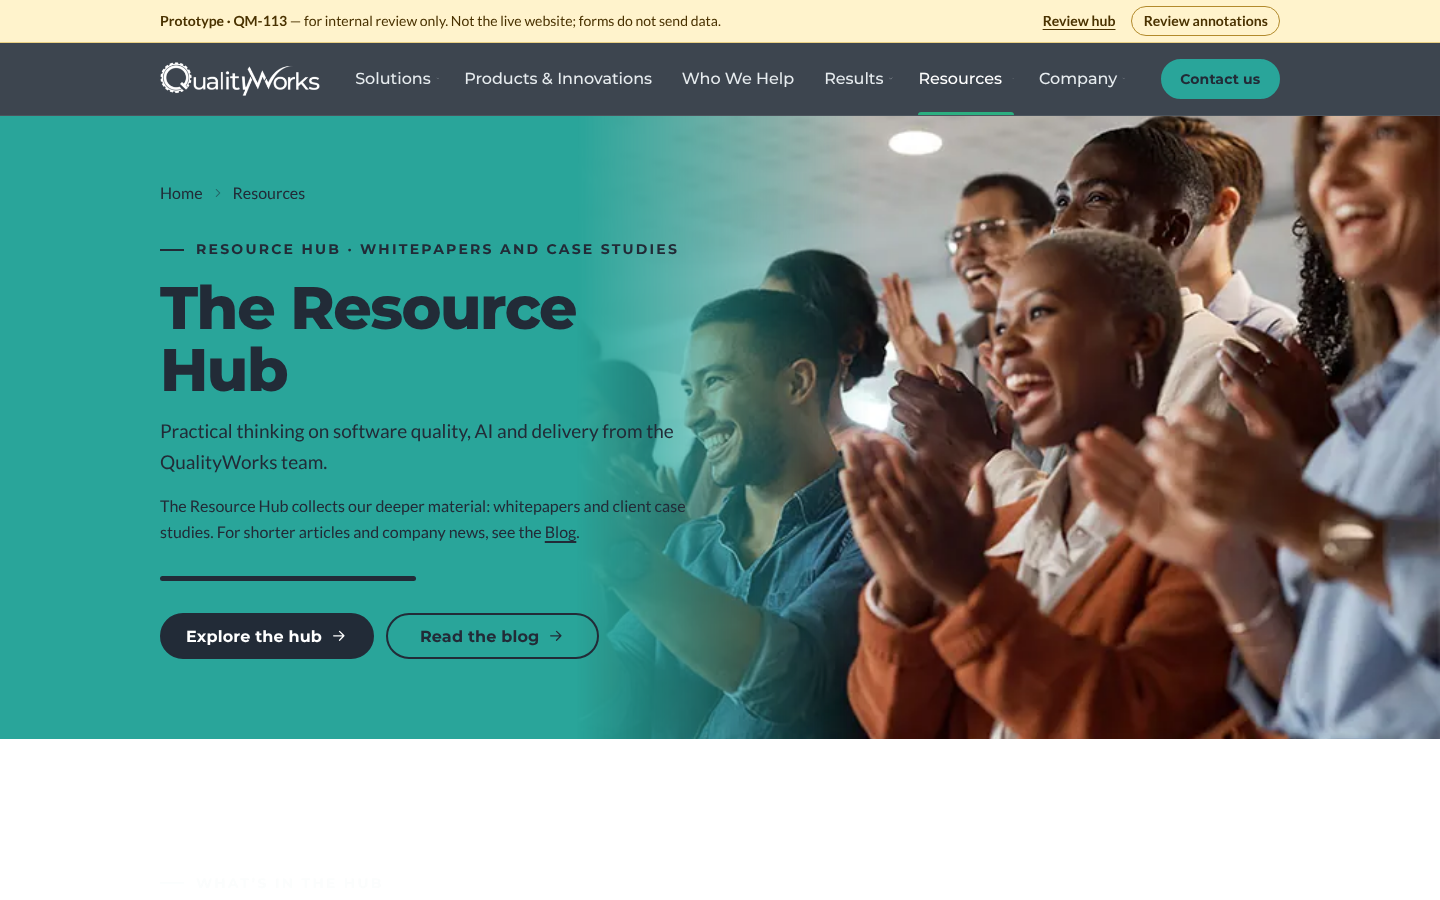 Prototype · QM-113 — for internal review only. Not the live website; forms do not send data.
Review hub
Review annotations
QualityWorks
Solutions
Products & Innovations
Who We Help
Results
Resources
Company
Contact us
Home
Resources
RESOURCE HUB · WHITEPAPERS AND CASE STUDIES
The Resource
Hub
Practical thinking on software quality, AI and delivery from the
QualityWorks team.
The Resource Hub collects our deeper material: whitepapers and client case
studies. For shorter articles and company news, see the Blog.
Explore the hub
Read the blog